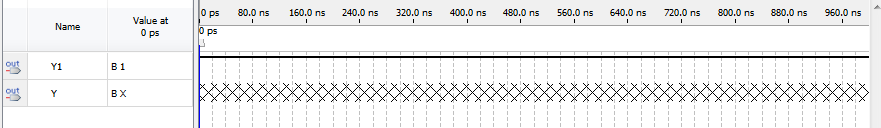 Name Value at 0 ps
0 ps 80.0 ns 160.0 ns 240.0 ns 320.0 ns 400.0 ns 480.0 ns 560.0 ns 640.0 ns 720.0 ns 800.0 ns 880.0 ns 960.0 ns
0 ps
out Y1 B 1
out Y B X